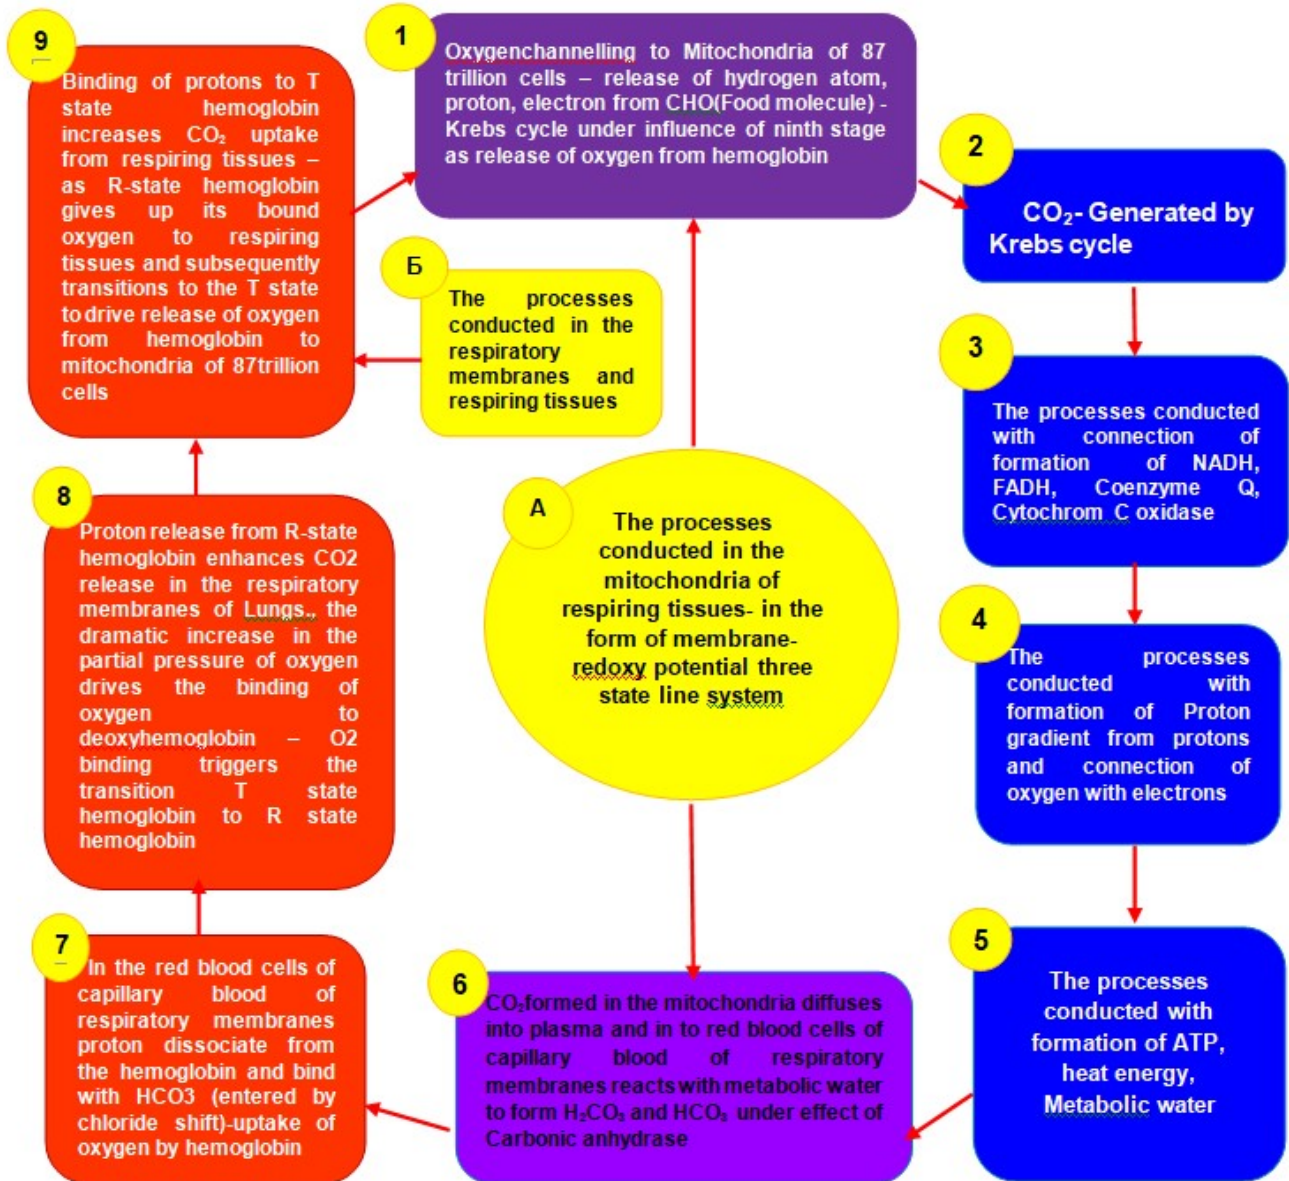 1
Oxygenchannelling to Mitochondria of 87
trillion cells – release of hydrogen atom,
proton, electron from CHO(Food molecule) -
Krebs cycle under influence of ninth stage
as release of oxygen from hemoglobin
2
CO₂- Generated by
Krebs cycle
3
The processes conducted
with connection of
formation of NADH,
FADH, Coenzyme Q,
Cytochrom C oxidase
4
The processes
conducted with
formation of Proton
gradient from protons
and connection of
oxygen with electrons
5
The processes
conducted with
formation of ATP,
heat energy,
Metabolic water
6
CO₂formed in the mitochondria diffuses
into plasma and in to red blood cells of
capillary blood of respiratory
membranes reacts with metabolic water
to form H₂CO₃ and HCO₃ under effect of
Carbonic anhydrase
7
In the red blood cells of
capillary blood of
respiratory membranes
proton dissociate from
the hemoglobin and bind
with HCO3 (entered by
chloride shift)-uptake of
oxygen by hemoglobin
8
Proton release from R-state
hemoglobin enhances CO2
release in the respiratory
membranes of Lungs., the
dramatic increase in the
partial pressure of oxygen
drives the binding of
oxygen to
deoxyhemoglobin – O2
binding triggers the
transition T state
hemoglobin to R state
hemoglobin
9
Binding of protons to T
state hemoglobin
increases CO₂ uptake
from respiring tissues –
as R-state hemoglobin
gives up its bound
oxygen to respiring
tissues and subsequently
transitions to the T state
to drive release of oxygen
from hemoglobin to
mitochondria of 87trillion
cells
Б
The processes
conducted in the
respiratory
membranes and
respiring tissues
A
The processes
conducted in the
mitochondria of
respiring tissues- in the
form of membrane-
redoxy potential three
state line system